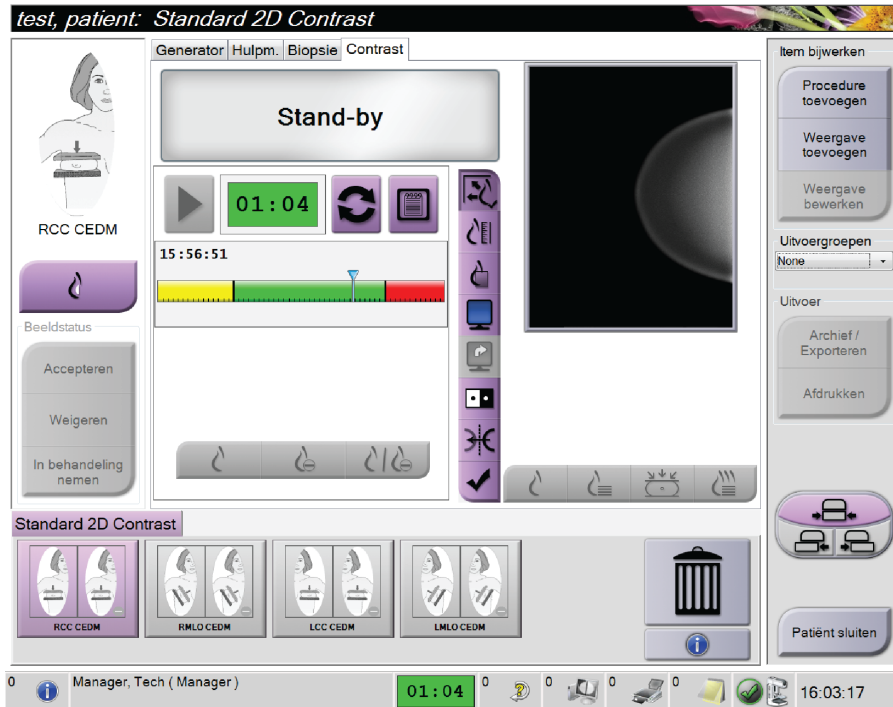 test, patient: Standard 2D Contrast
Generator Hulpm. Biopsie Contrast
Stand-by
01:04
15:56:51
RCC CEDM
Beeldstatus
Accepteren
Weigeren
In behandeling
nemen
Item bijwerken
Procedure
toevoegen
Weergave
toevoegen
Weergave
bewerken
Uitvoergroepen
None
Uitvoer
Archief /
Exporteren
Afdrukken
Standard 2D Contrast
RCC CEDM
RMLO CEDM
LCC CEDM
LMLO CEDM
Patiënt sluiten
0 Manager, Tech ( Manager ) 01:04 0 0 0 0 16:03:17